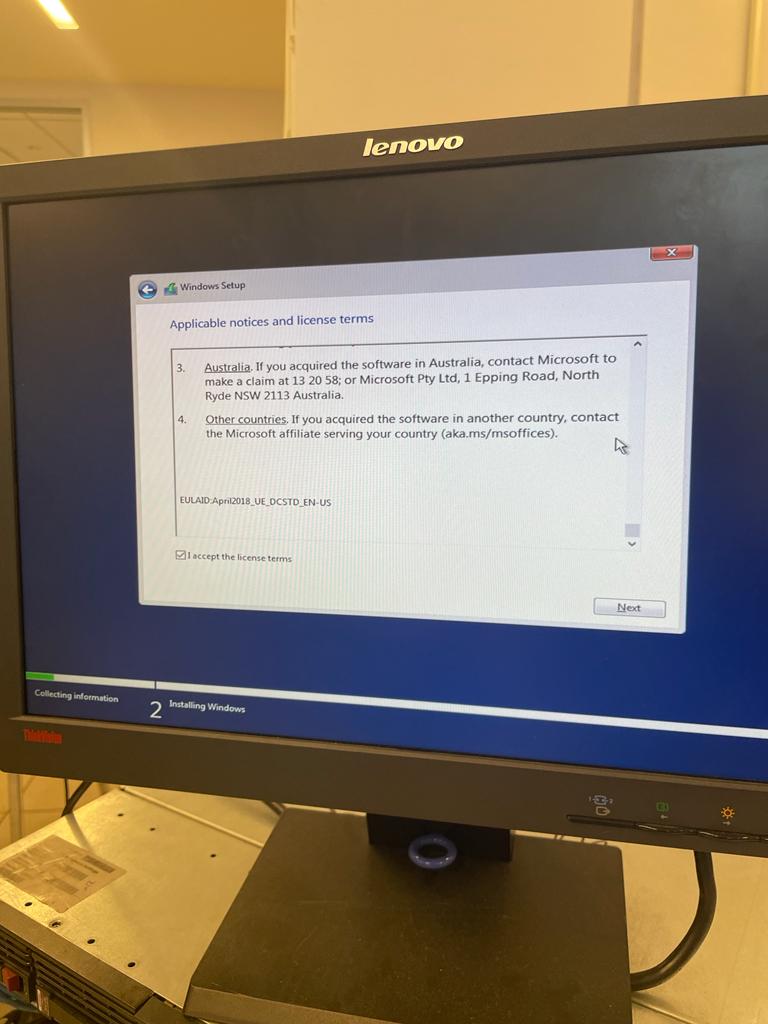 lenovo
Windows Setup
Applicable notices and license terms
3. Australia. If you acquired the software in Australia, contact Microsoft to
make a claim at 13 20 58; or Microsoft Pty Ltd, 1 Epping Road, North
Ryde NSW 2113 Australia.
4. Other countries. If you acquired the software in another country, contact
the Microsoft affiliate serving your country (aka.ms/msoffices).
EULAID:April2018_UE_DCSTD_EN-US
I accept the license terms
Next
Collecting information
2 Installing Windows
ThinkVision